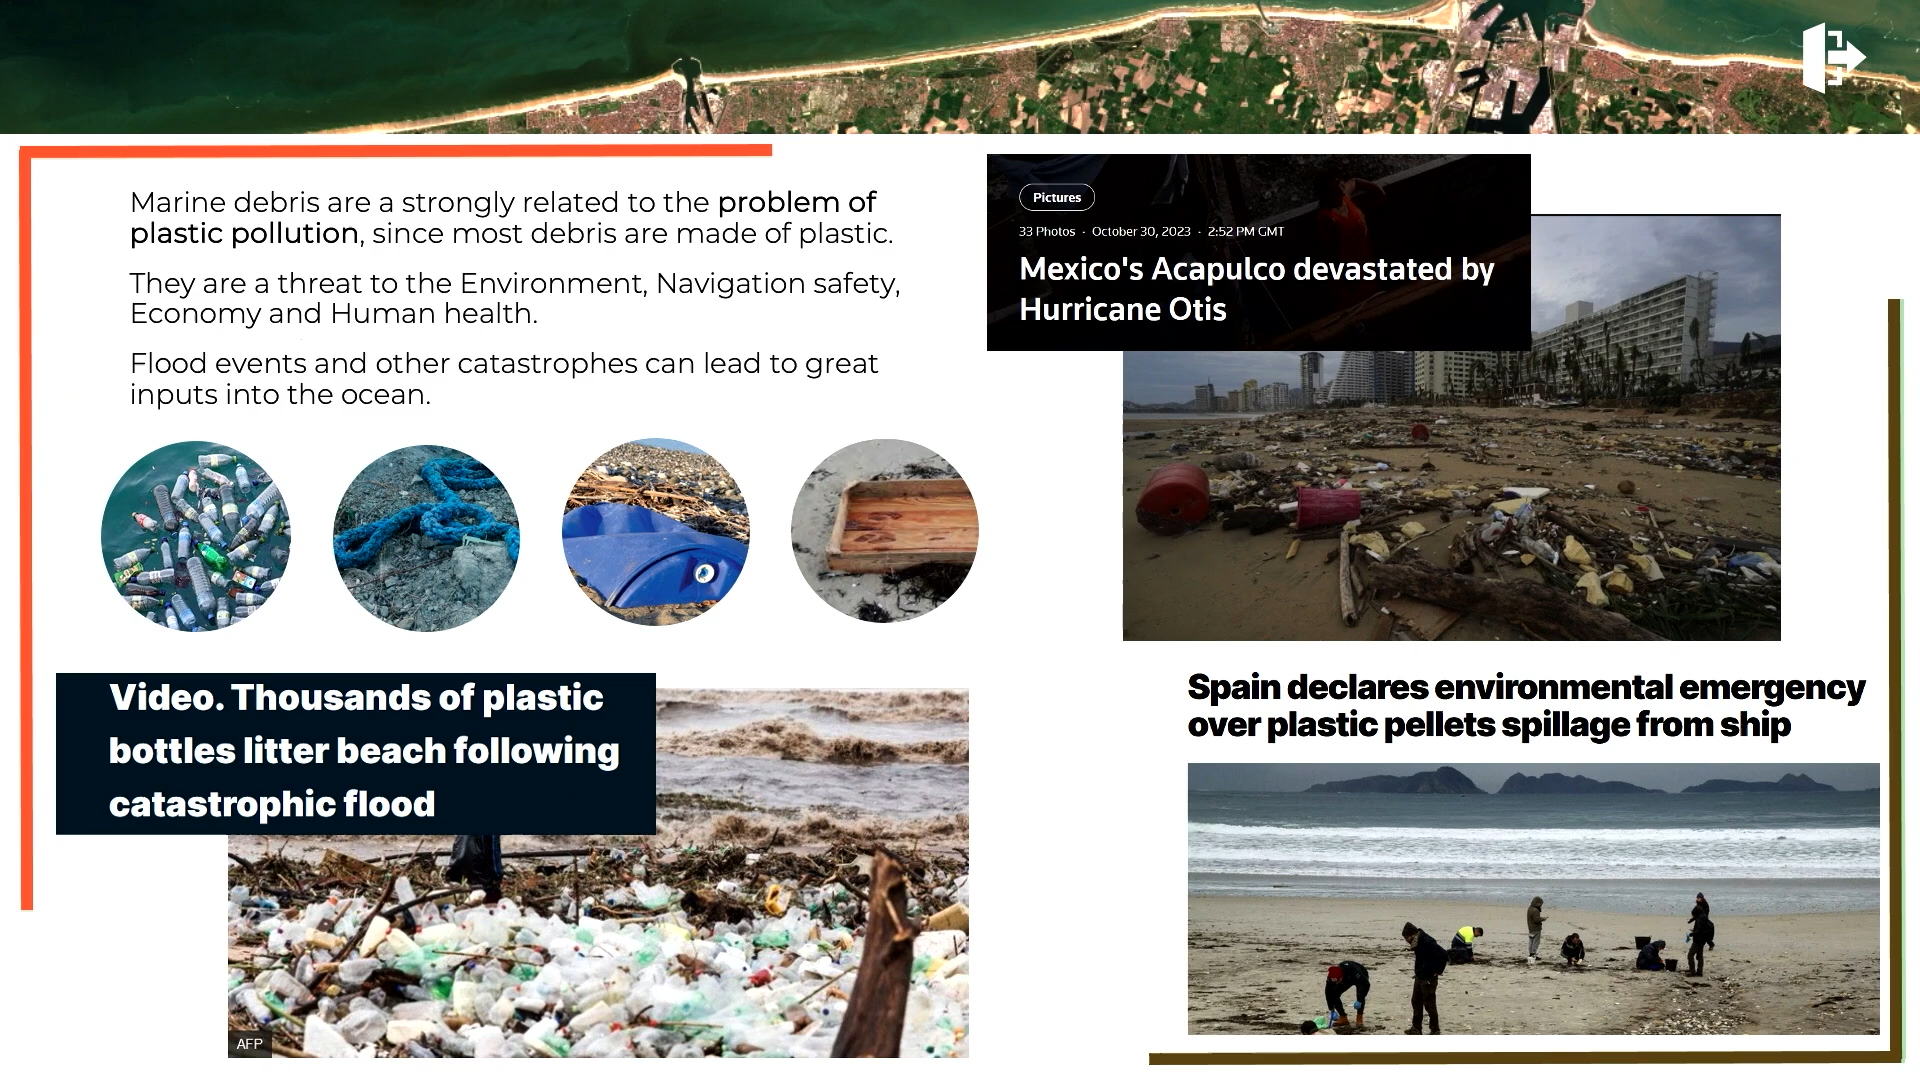 Marine debris are a strongly related to the problem of
plastic pollution, since most debris are made of plastic.
They are a threat to the Environment, Navigation safety,
Economy and Human health.
Flood events and other catastrophes can lead to great
inputs into the ocean.
Pictures
33 Photos · October 30, 2023 · 2:52 PM GMT
Mexico's Acapulco devastated by
Hurricane Otis
Video. Thousands of plastic
bottles litter beach following
catastrophic flood
AFP
Spain declares environmental emergency
over plastic pellets spillage from ship